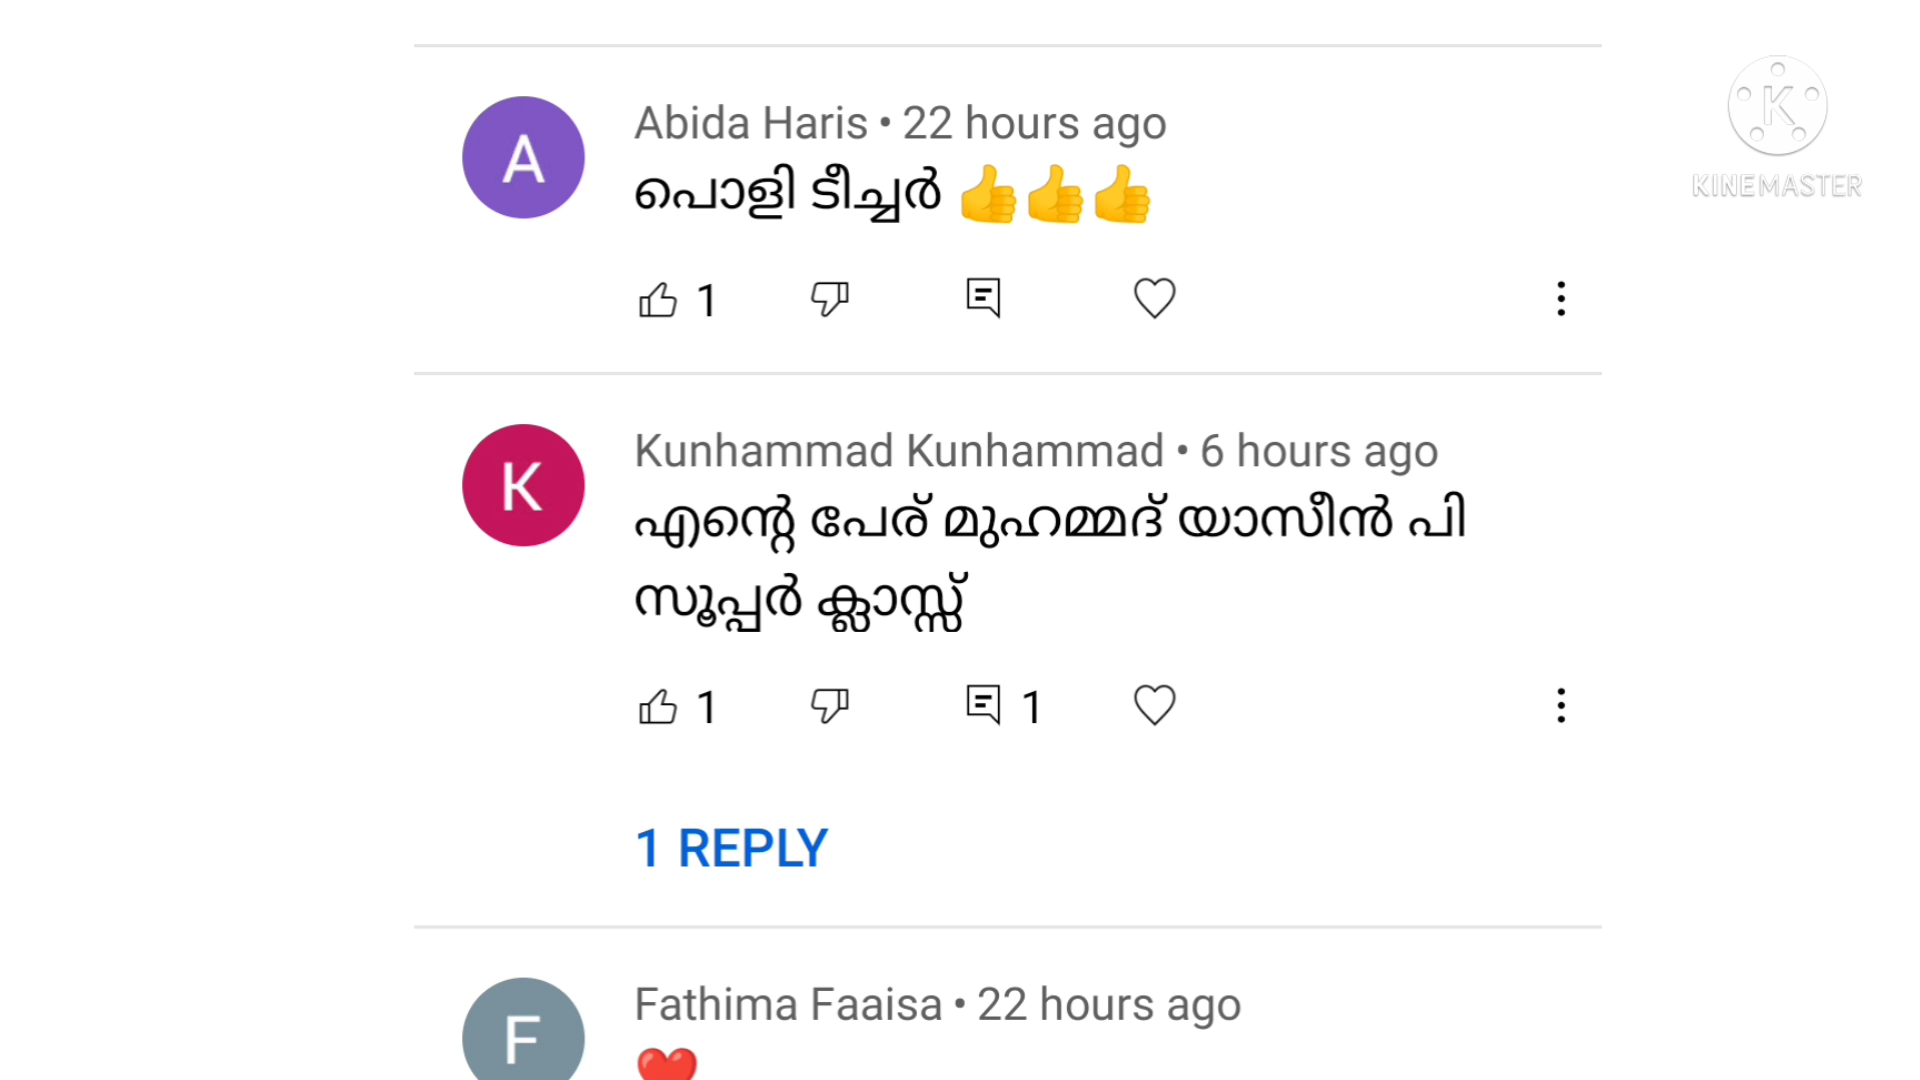 A
Abida Haris • 22 hours ago
പൊളി ടീച്ചർ 👍👍👍
1
K
Kunhammad Kunhammad • 6 hours ago
എന്റെ പേര് മുഹമ്മദ് യാസീൻ പി
സൂപ്പർ ക്ലാസ്സ്
1 1
1 REPLY
F
Fathima Faaisa • 22 hours ago
❤️
K
KINEMASTER